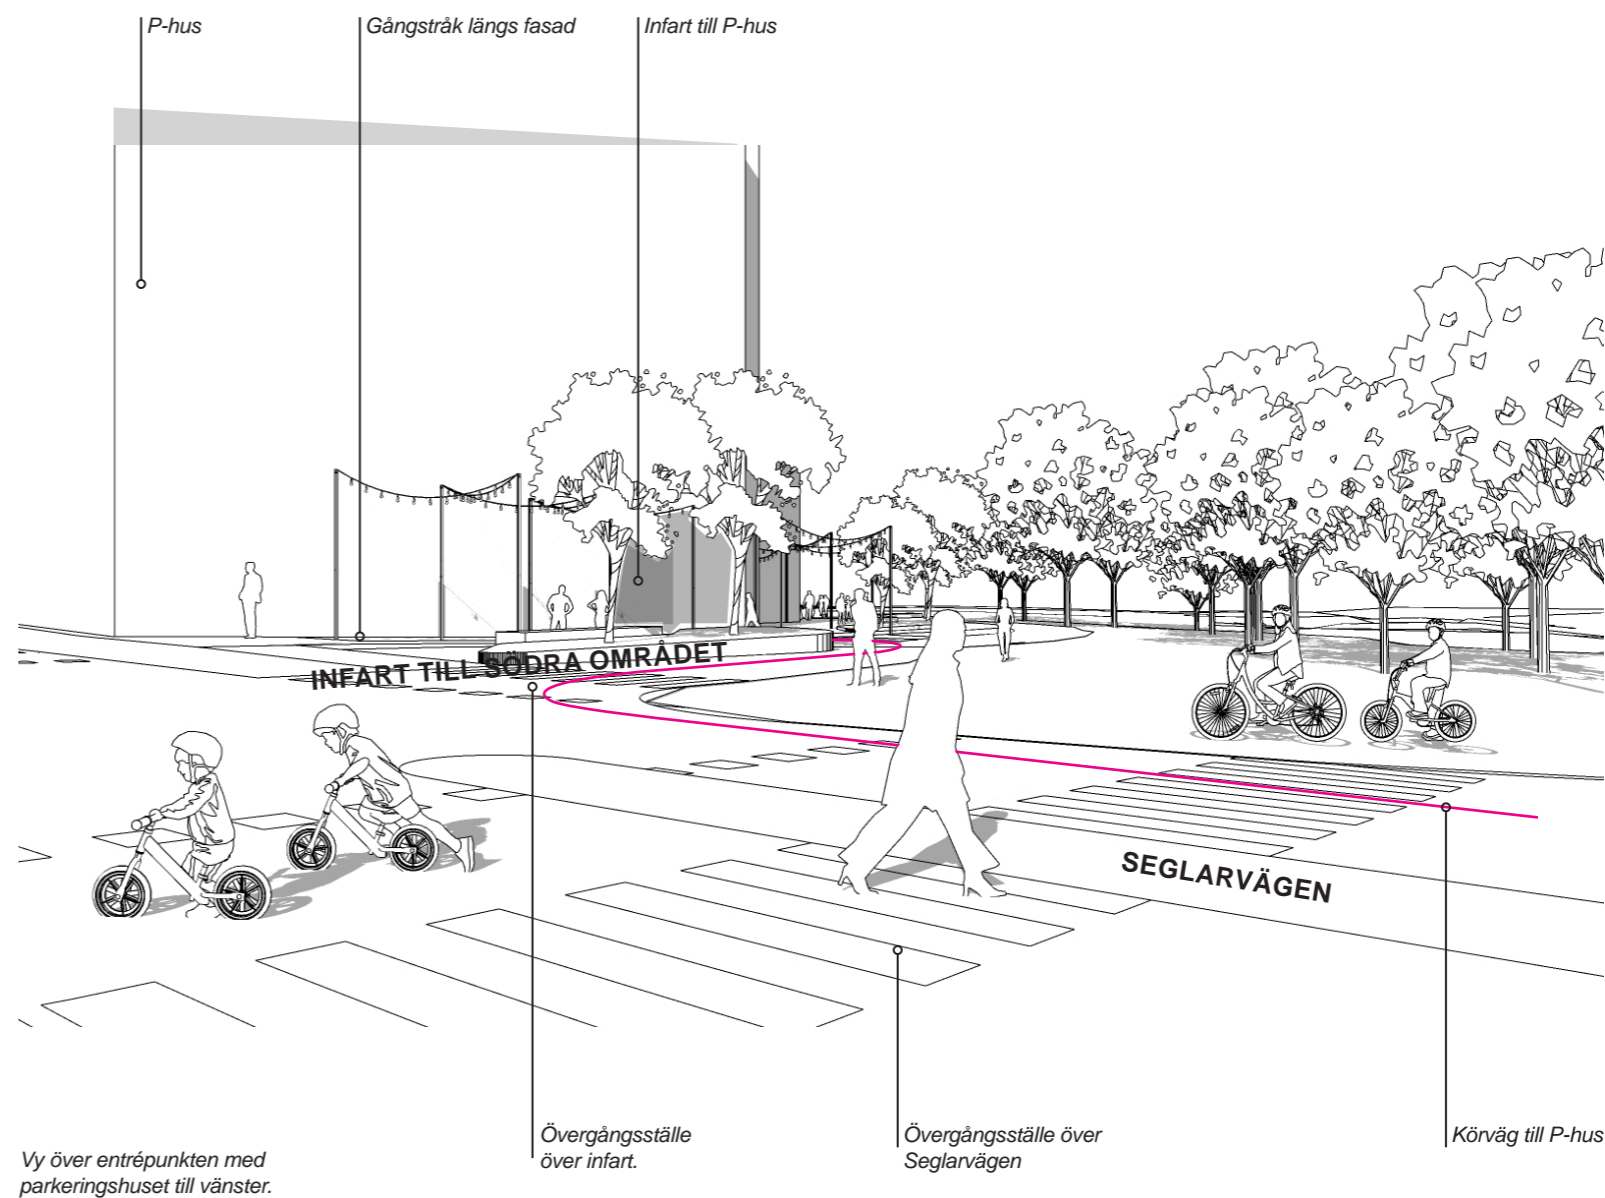 P-hus
Gångstråk längs fasad
Infart till P-hus
INFART TILL SÖDRA OMRÅDET
SEGLARVÄGEN
Övergångsställe
över infart.
Övergångsställe över
Seglarvägen
Körväg till P-hus
Vy över entrépunkten med
parkeringshuset till vänster.